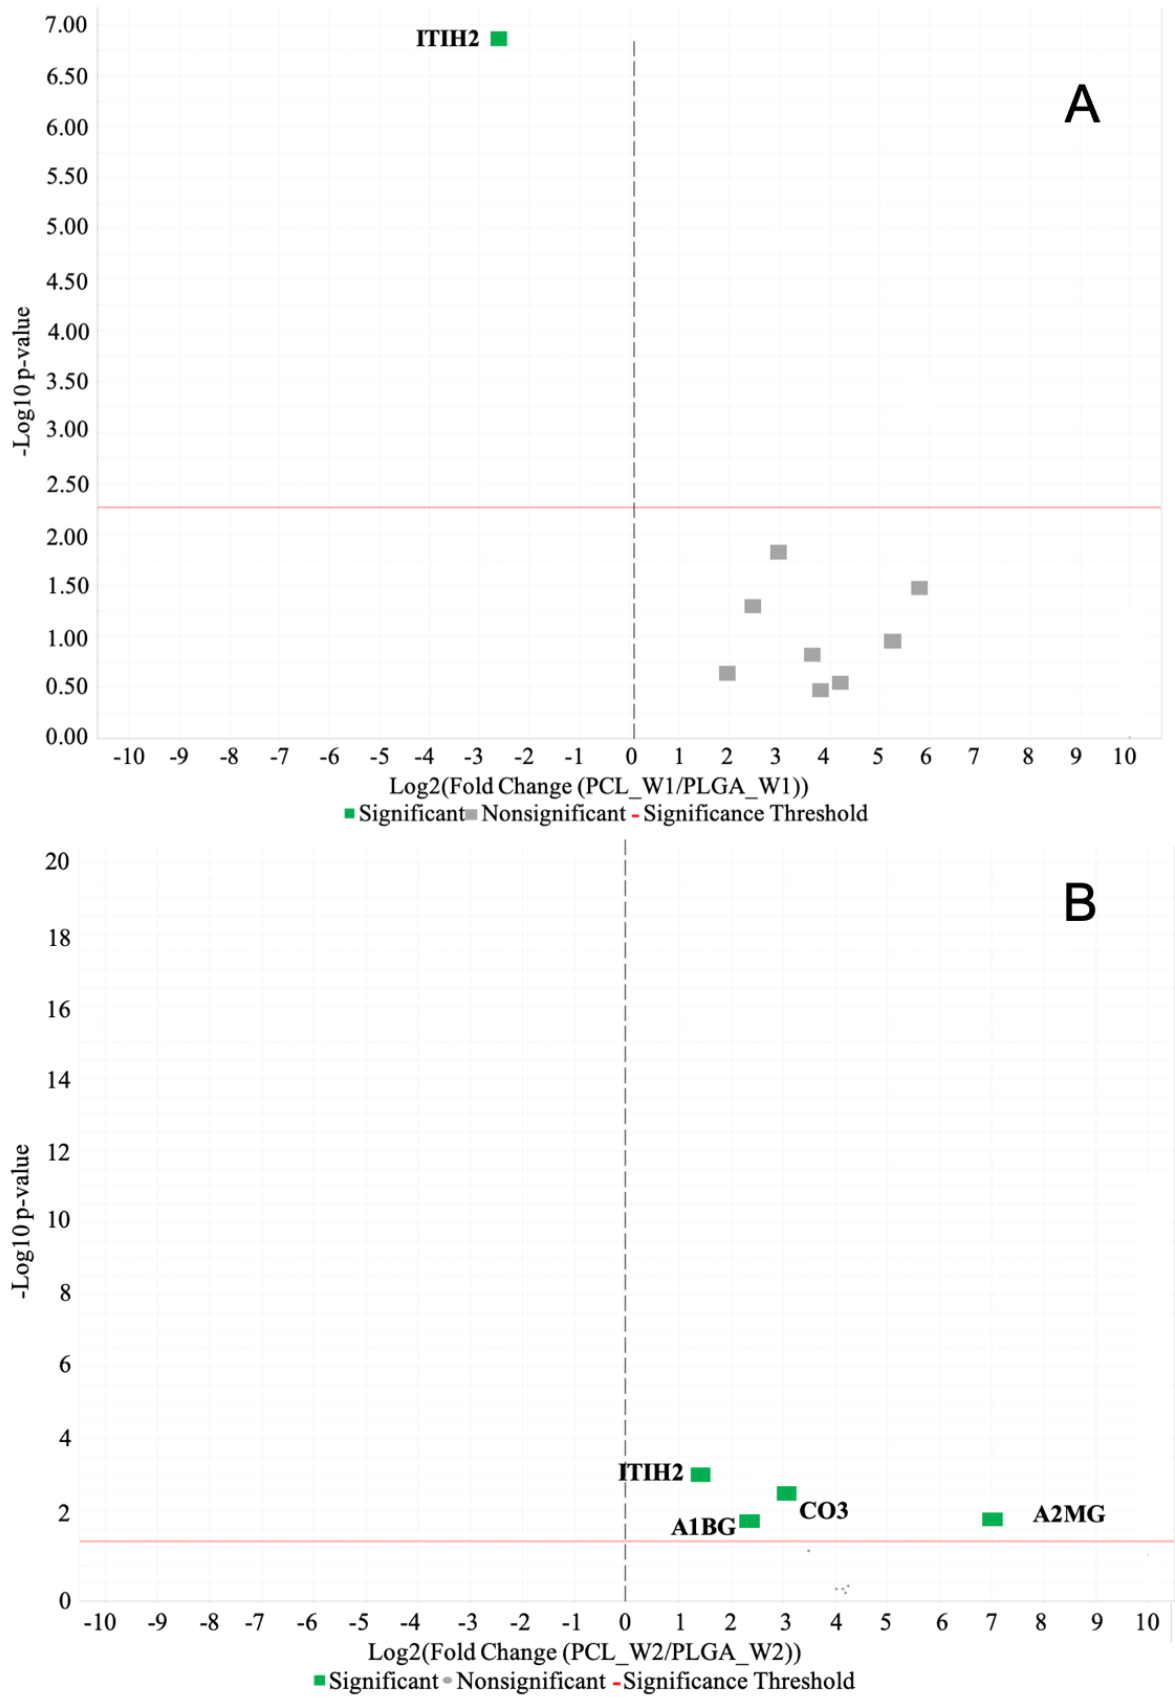 7.00
ITIH2
6.50
A
6.00
5.50
5.00
4.50
4.00
3.50
3.00
2.50
2.00
1.50
1.00
0.50
0.00
-Log10 p-value
-10 -9 -8 -7 -6 -5 -4 -3 -2 -1 0 1 2 3 4 5 6 7 8 9 10
Log2(Fold Change (PCL_W1/PLGA_W1))
Significant Nonsignificant Significance Threshold
20
B
18
16
14
12
10
8
6
4
2
0
-Log10 p-value
ITIH2
CO3
A2MG
A1BG
-10 -9 -8 -7 -6 -5 -4 -3 -2 -1 0 1 2 3 4 5 6 7 8 9 10
Log2(Fold Change (PCL_W2/PLGA_W2))
Significant Nonsignificant Significance Threshold